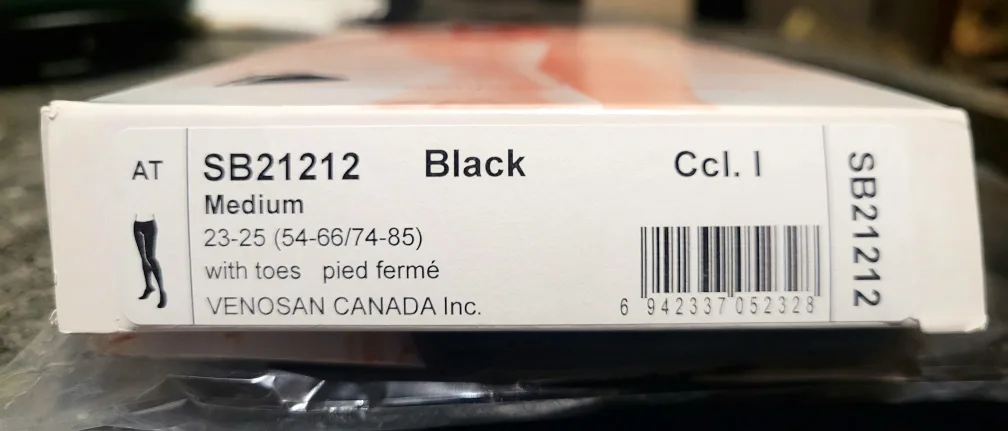 AT
SB21212 Black Ccl. I
Medium
23-25 (54-66/74-85)
with toes pied fermé
VENOSAN CANADA Inc.
6 942337 052328
SB21212